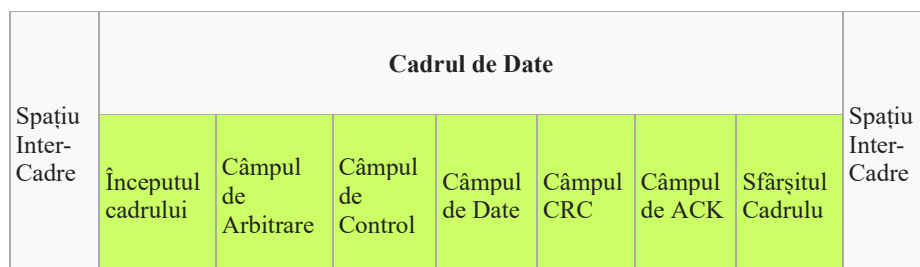 Spațiu
Inter-
Cadre
Cadrul de Date
Începutul
cadrului
Câmpul
de
Arbitrare
Câmpul
de
Control
Câmpul
de Date
Câmpul
CRC
Câmpul
de ACK
Sfârșitul
Cadrulu
Spațiu
Inter-
Cadre